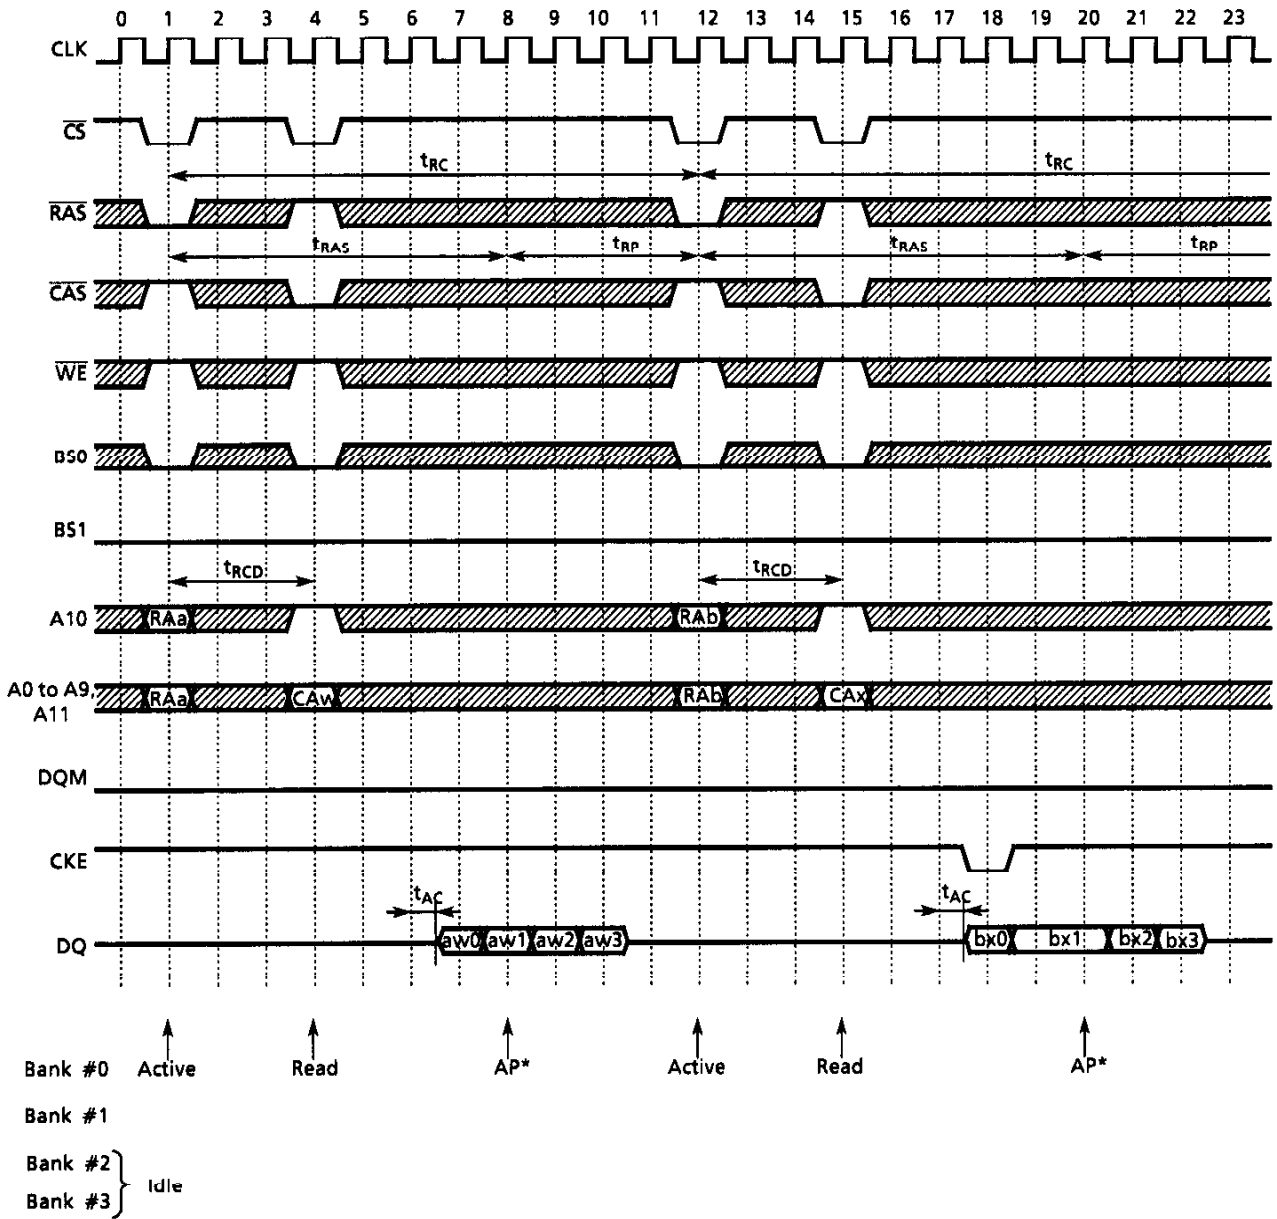 0 1 2 3 4 5 6 7 8 9 10 11 12 13 14 15 16 17 18 19 20 21 22 23
CLK
CS
tRC tRC
RAS
tRAS tRP tRAS tRP
CAS
WE
BS0
BS1
tRCD tRCD
A10 RAa RAb
A0 to A9, RAa CAw RAb CAx
A11
DQM
CKE
tAC tAC
DQ aw0 aw1 aw2 aw3 bx0 bx1 bx2 bx3
Bank #0 Active Read AP* Active Read AP*
Bank #1
Bank #2
Idle
Bank #3